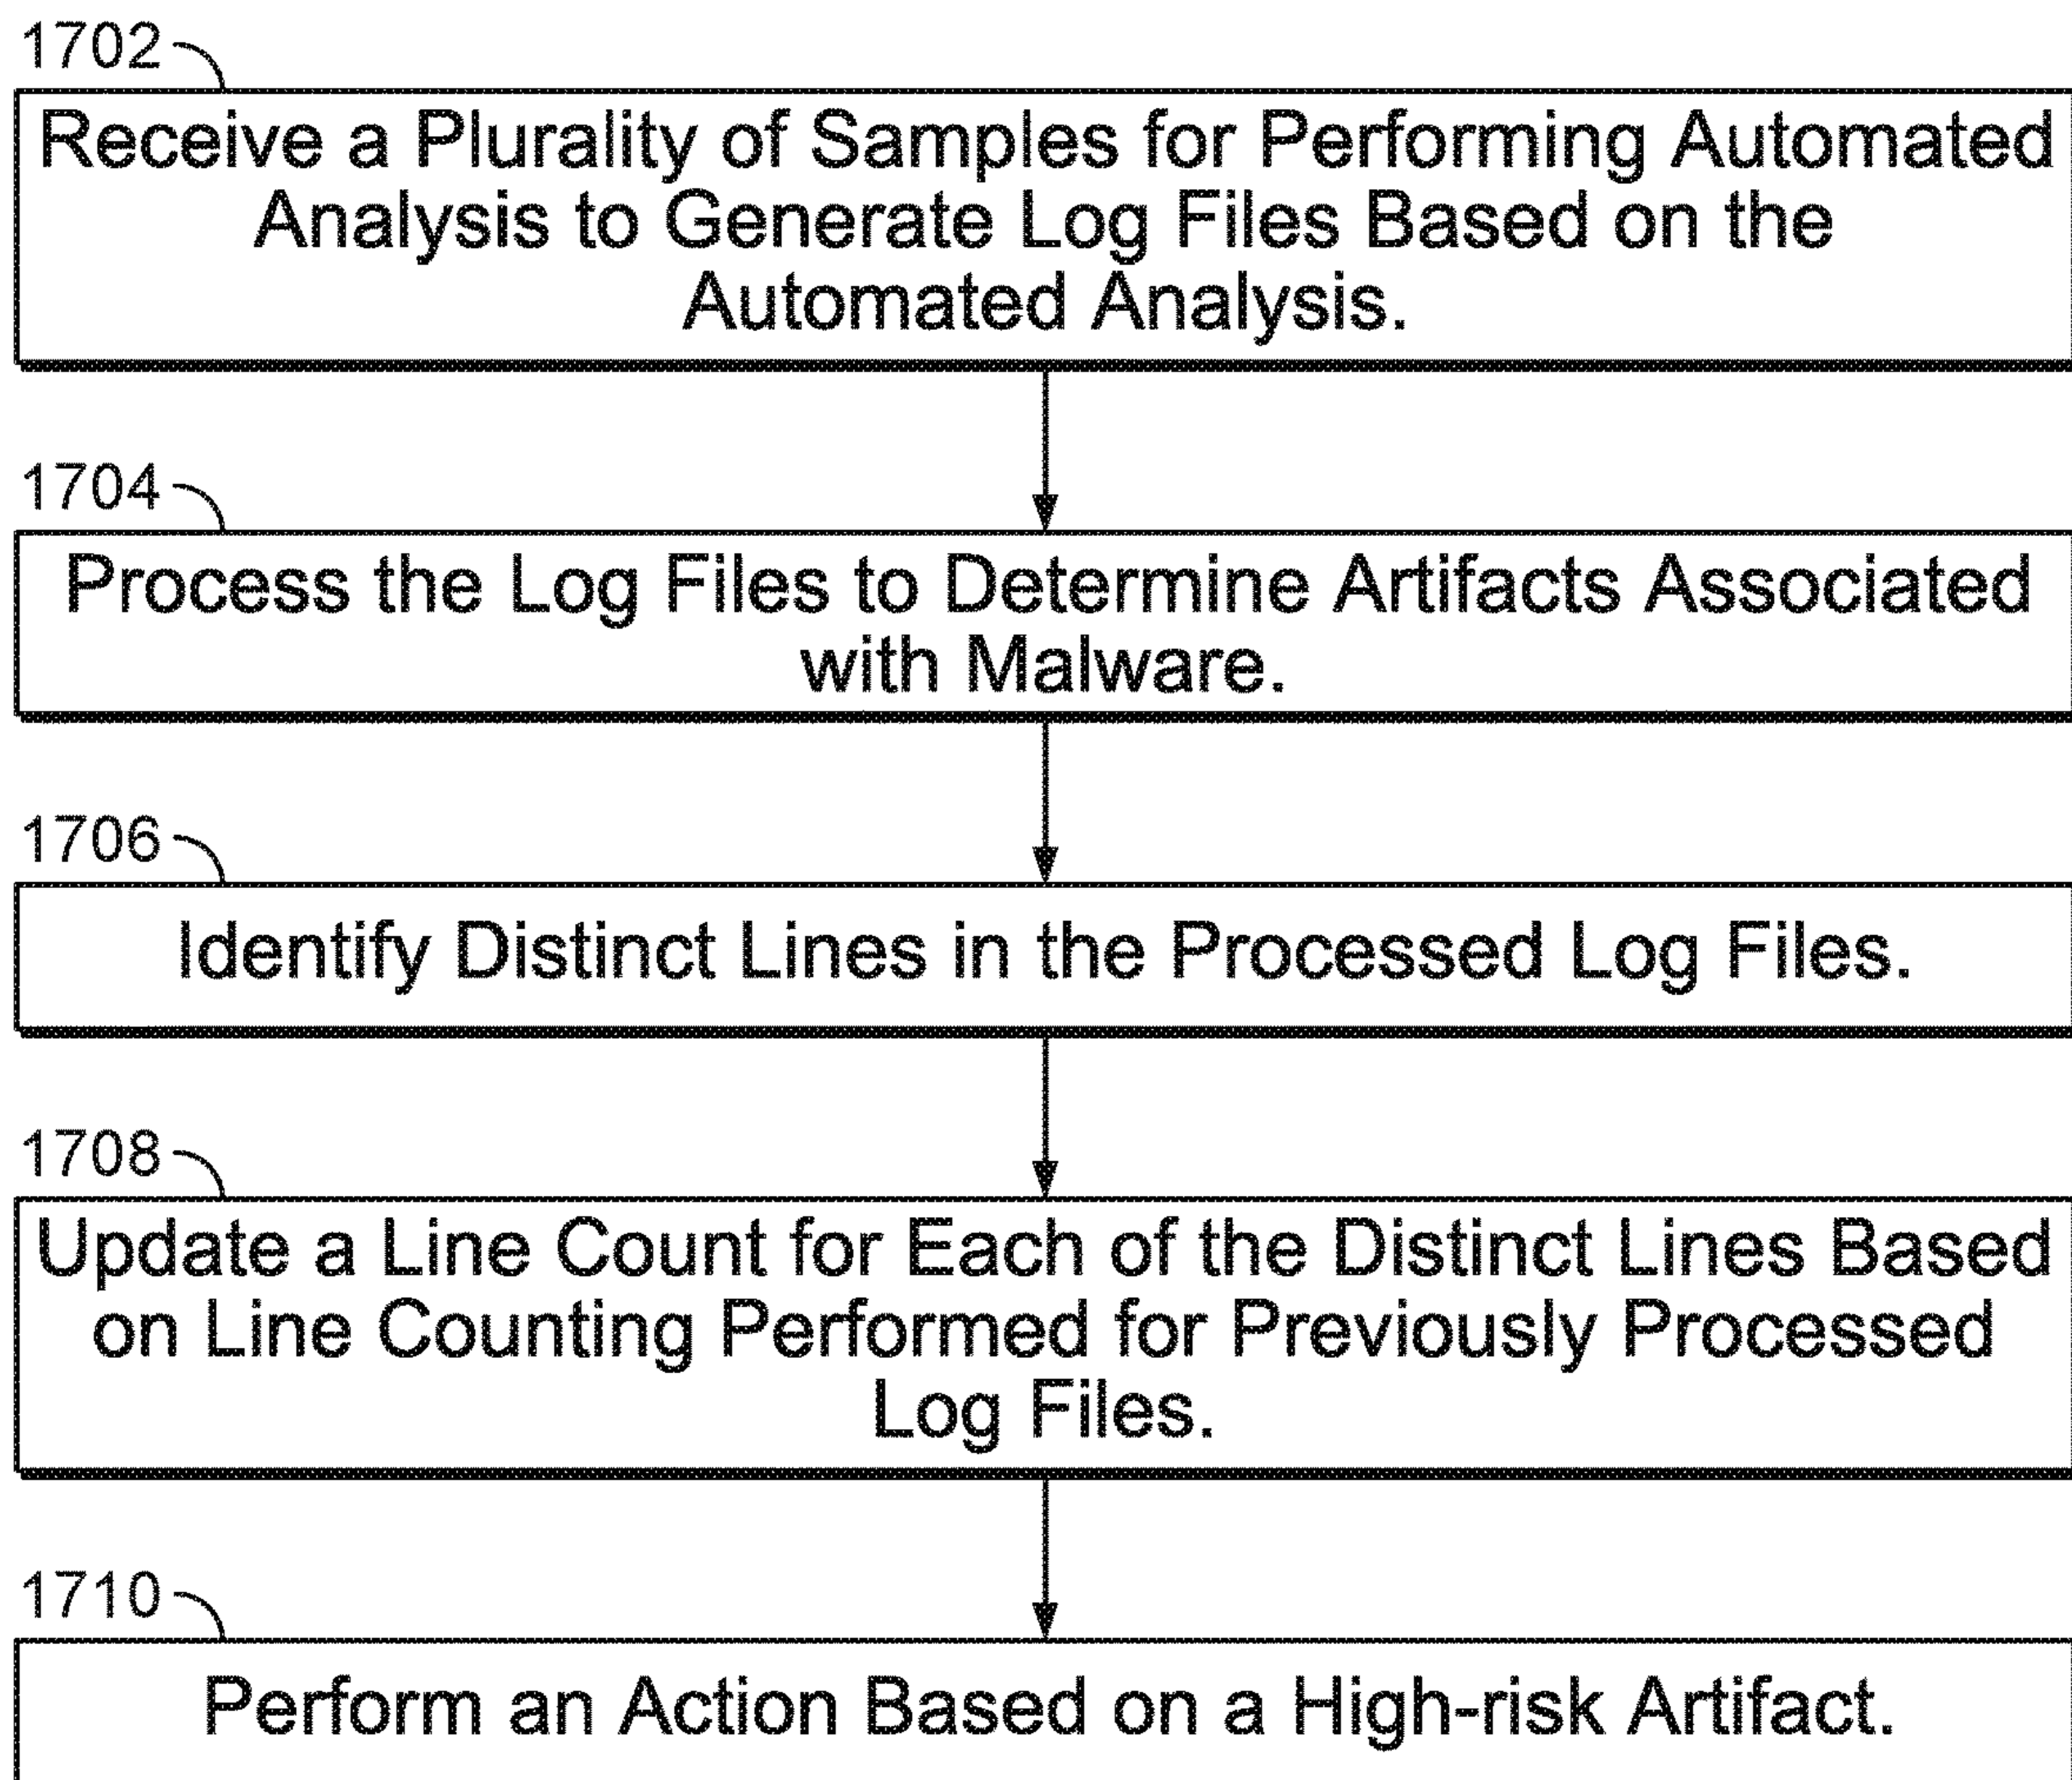 1702
Receive a Plurality of Samples for Performing Automated
Analysis to Generate Log Files Based on the
Automated Analysis.
1704
Process the Log Files to Determine Artifacts Associated
with Malware.
1706
Identify Distinct Lines in the Processed Log Files.
1708
Update a Line Count for Each of the Distinct Lines Based
on Line Counting Performed for Previously Processed
Log Files.
1710
Perform an Action Based on a High-risk Artifact.